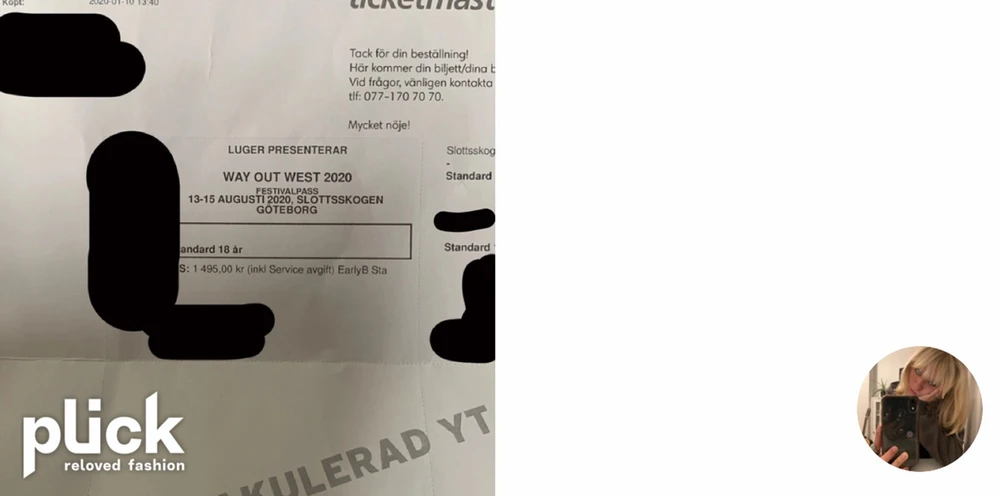 Köpt: 2020-01-10 13:40
ticketmast
Tack för din beställning!
Här kommer din biljett/dina b
Vid frågor, vänligen kontakta
tlf: 077-170 70 70.
Mycket nöje!
LUGER PRESENTERAR
WAY OUT WEST 2020
FESTIVALPASS
13-15 AUGUSTI 2020, SLOTTSSKOGEN
GÖTEBORG
andard 18 år
S: 1 495,00 kr (inkl Service avgift) EarlyB Sta
Slottsskog
-
Standard
Standard
AKULERAD YT
plick
reloved fashion